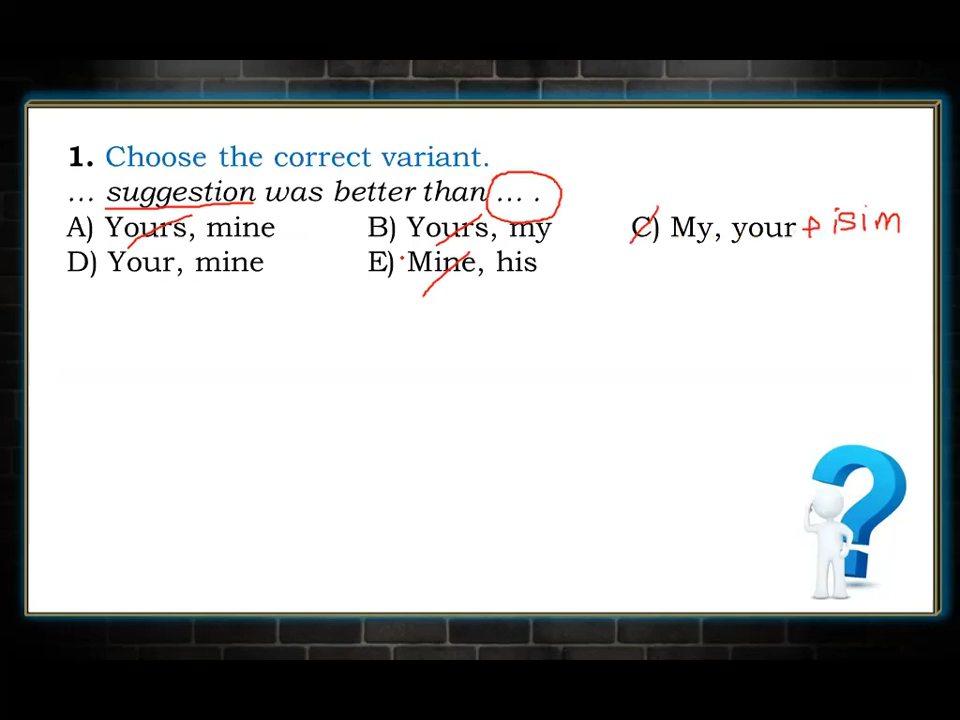 1. Choose the correct variant.
... suggestion was better than ... .
A) Yours, mine B) Yours, my C) My, your + isim
D) Your, mine E) Mine, his